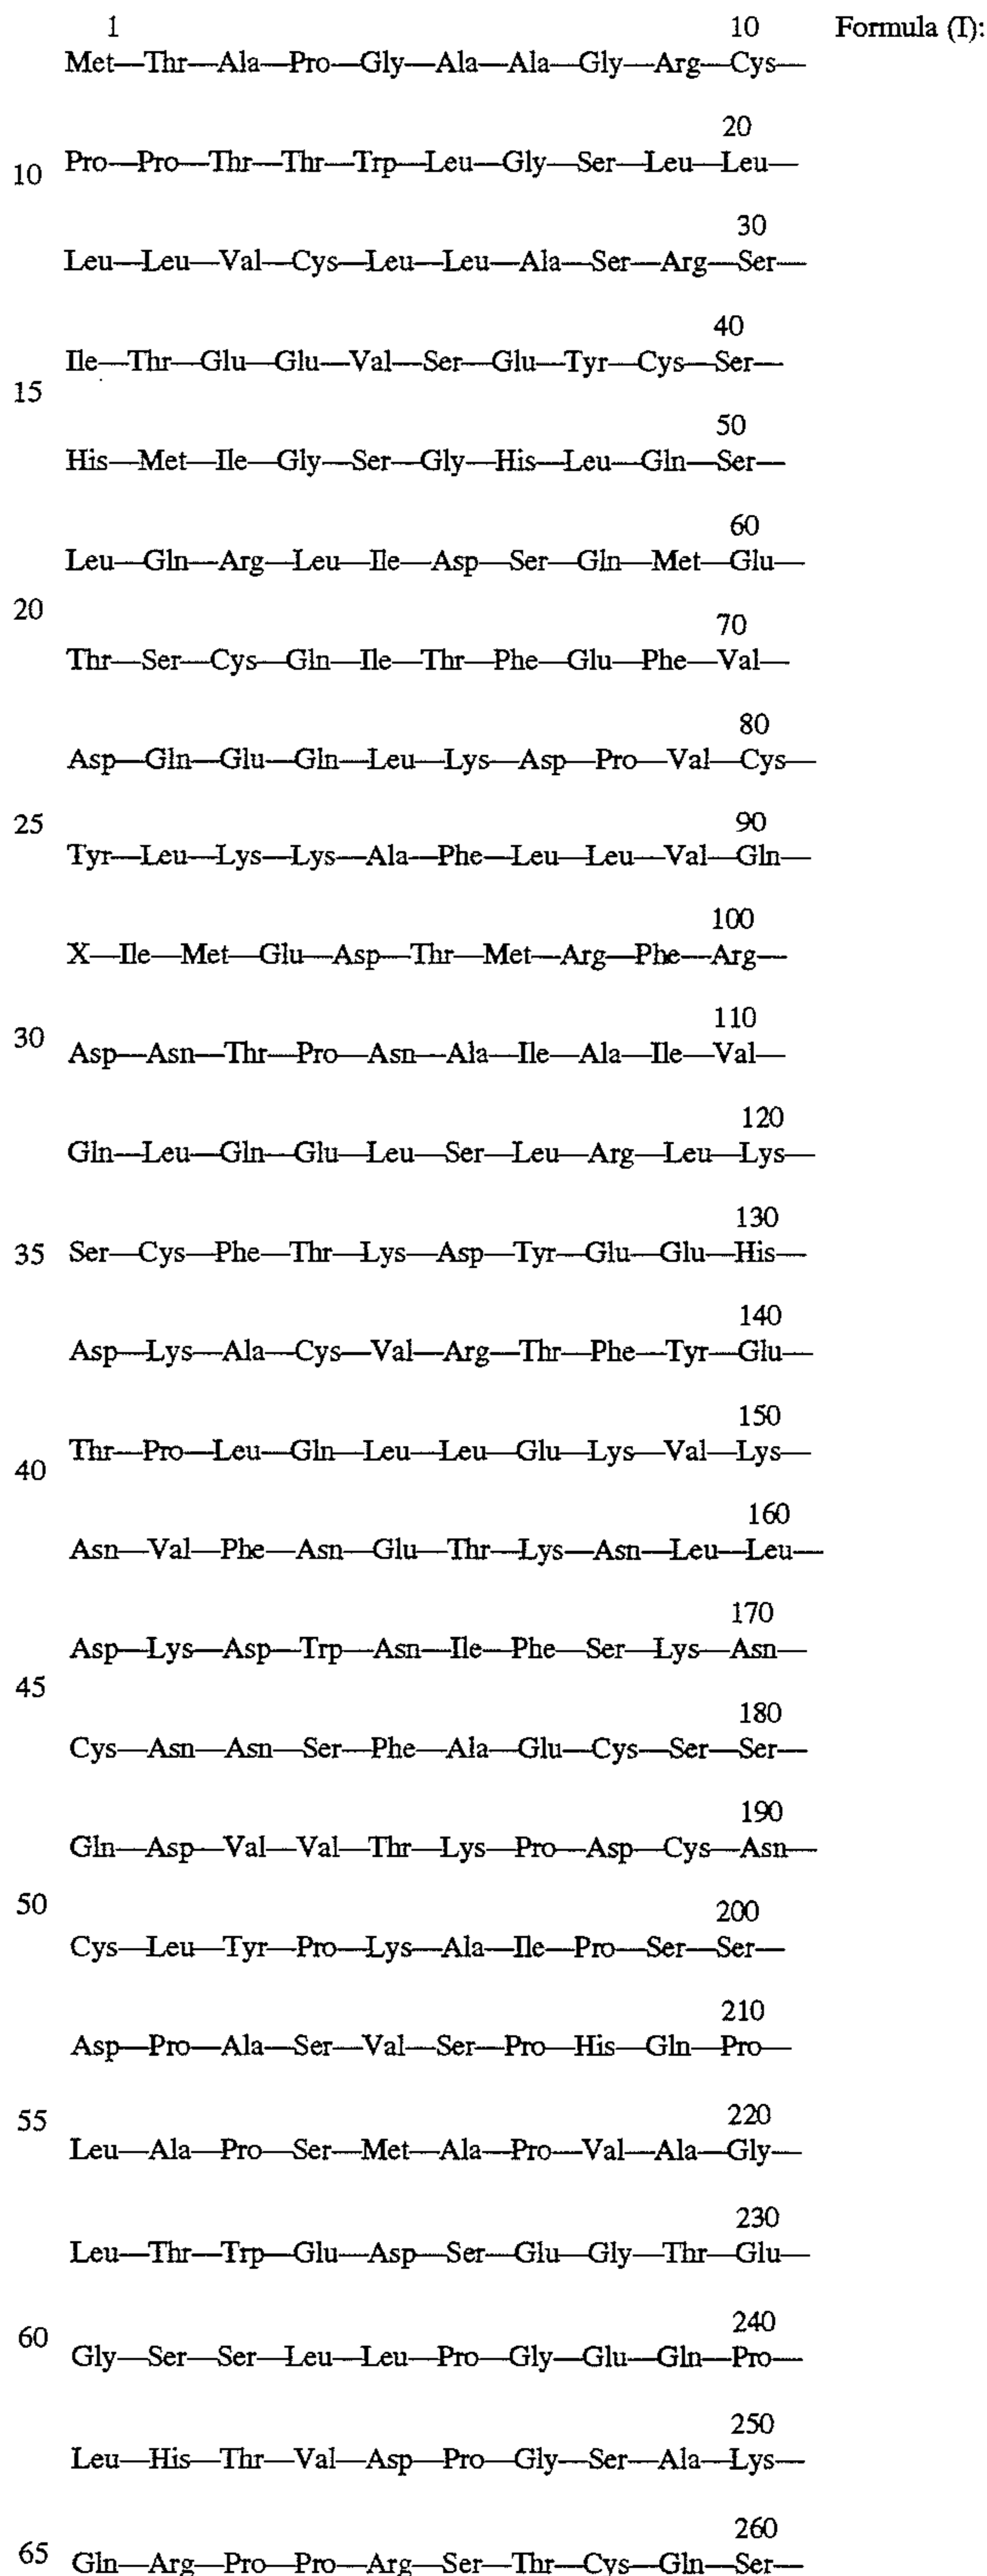 1 10 Formula (I):
Met—Thr—Ala—Pro—Gly—Ala—Ala—Gly—Arg—Cys—
20
10 Pro—Pro—Thr—Thr—Trp—Leu—Gly—Ser—Leu—Leu—
30
Leu—Leu—Val—Cys—Leu—Leu—Ala—Ser—Arg—Ser—
40
Ile—Thr—Glu—Glu—Val—Ser—Glu—Tyr—Cys—Ser—
15
50
His—Met—Ile—Gly—Ser—Gly—His—Leu—Gln—Ser—
60
Leu—Gln—Arg—Leu—Ile—Asp—Ser—Gln—Met—Glu—
20
70
Thr—Ser—Cys—Gln—Ile—Thr—Phe—Glu—Phe—Val—
80
Asp—Gln—Glu—Gln—Leu—Lys—Asp—Pro—Val—Cys—
25 90
Tyr—Leu—Lys—Lys—Ala—Phe—Leu—Leu—Val—Gln—
100
X—Ile—Met—Glu—Asp—Thr—Met—Arg—Phe—Arg—
110
30 Asp—Asn—Thr—Pro—Asn—Ala—Ile—Ala—Ile—Val—
120
Gln—Leu—Gln—Glu—Leu—Ser—Leu—Arg—Leu—Lys—
130
35 Ser—Cys—Phe—Thr—Lys—Asp—Tyr—Glu—Glu—His—
140
Asp—Lys—Ala—Cys—Val—Arg—Thr—Phe—Tyr—Glu—
150
Thr—Pro—Leu—Gln—Leu—Leu—Glu—Lys—Val—Lys—
40
160
Asn—Val—Phe—Asn—Glu—Thr—Lys—Asn—Leu—Leu—
170
Asp—Lys—Asp—Trp—Asn—Ile—Phe—Ser—Lys—Asn—
45
180
Cys—Asn—Asn—Ser—Phe—Ala—Glu—Cys—Ser—Ser—
190
Gln—Asp—Val—Val—Thr—Lys—Pro—Asp—Cys—Asn—
50
200
Cys—Leu—Tyr—Pro—Lys—Ala—Ile—Pro—Ser—Ser—
210
Asp—Pro—Ala—Ser—Val—Ser—Pro—His—Gln—Pro—
55 220
Leu—Ala—Pro—Ser—Met—Ala—Pro—Val—Ala—Gly—
230
Leu—Thr—Trp—Glu—Asp—Ser—Glu—Gly—Thr—Glu—
60 240
Gly—Ser—Ser—Leu—Leu—Pro—Gly—Glu—Gln—Pro—
250
Leu—His—Thr—Val—Asp—Pro—Gly—Ser—Ala—Lys—
260
65 Gln—Arg—Pro—Pro—Arg—Ser—Thr—Cys—Gln—Ser—